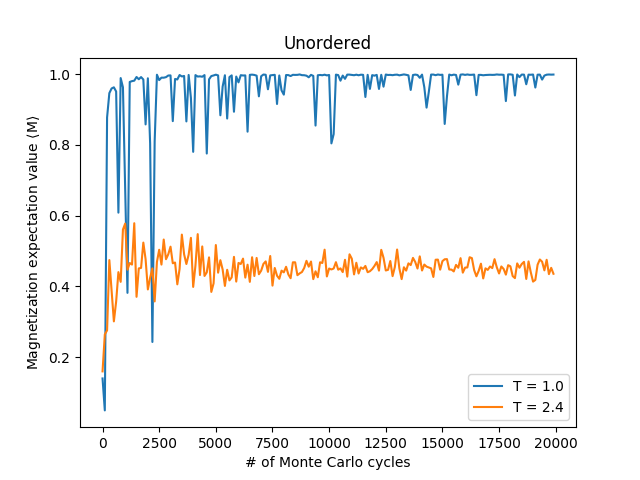 Unordered
Magnetization expectation value ⟨M⟩
1.0
0.8
0.6
0.4
0.2
0 2500 5000 7500 10000 12500 15000 17500 20000
# of Monte Carlo cycles
T = 1.0
T = 2.4